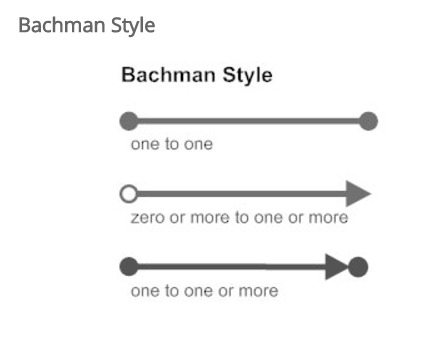 Bachman Style
Bachman Style
one to one
zero or more to one or more
one to one or more